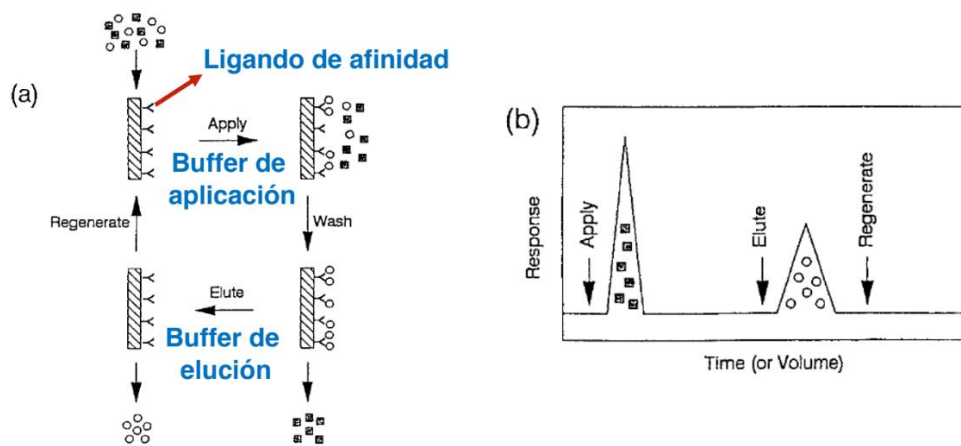 (a)
Ligando de afinidad
Apply
Buffer de
aplicación
Regenerate
Wash
Elute
Buffer de
elución
(b)
Response
Apply
Elute
Regenerate
Time (or Volume)